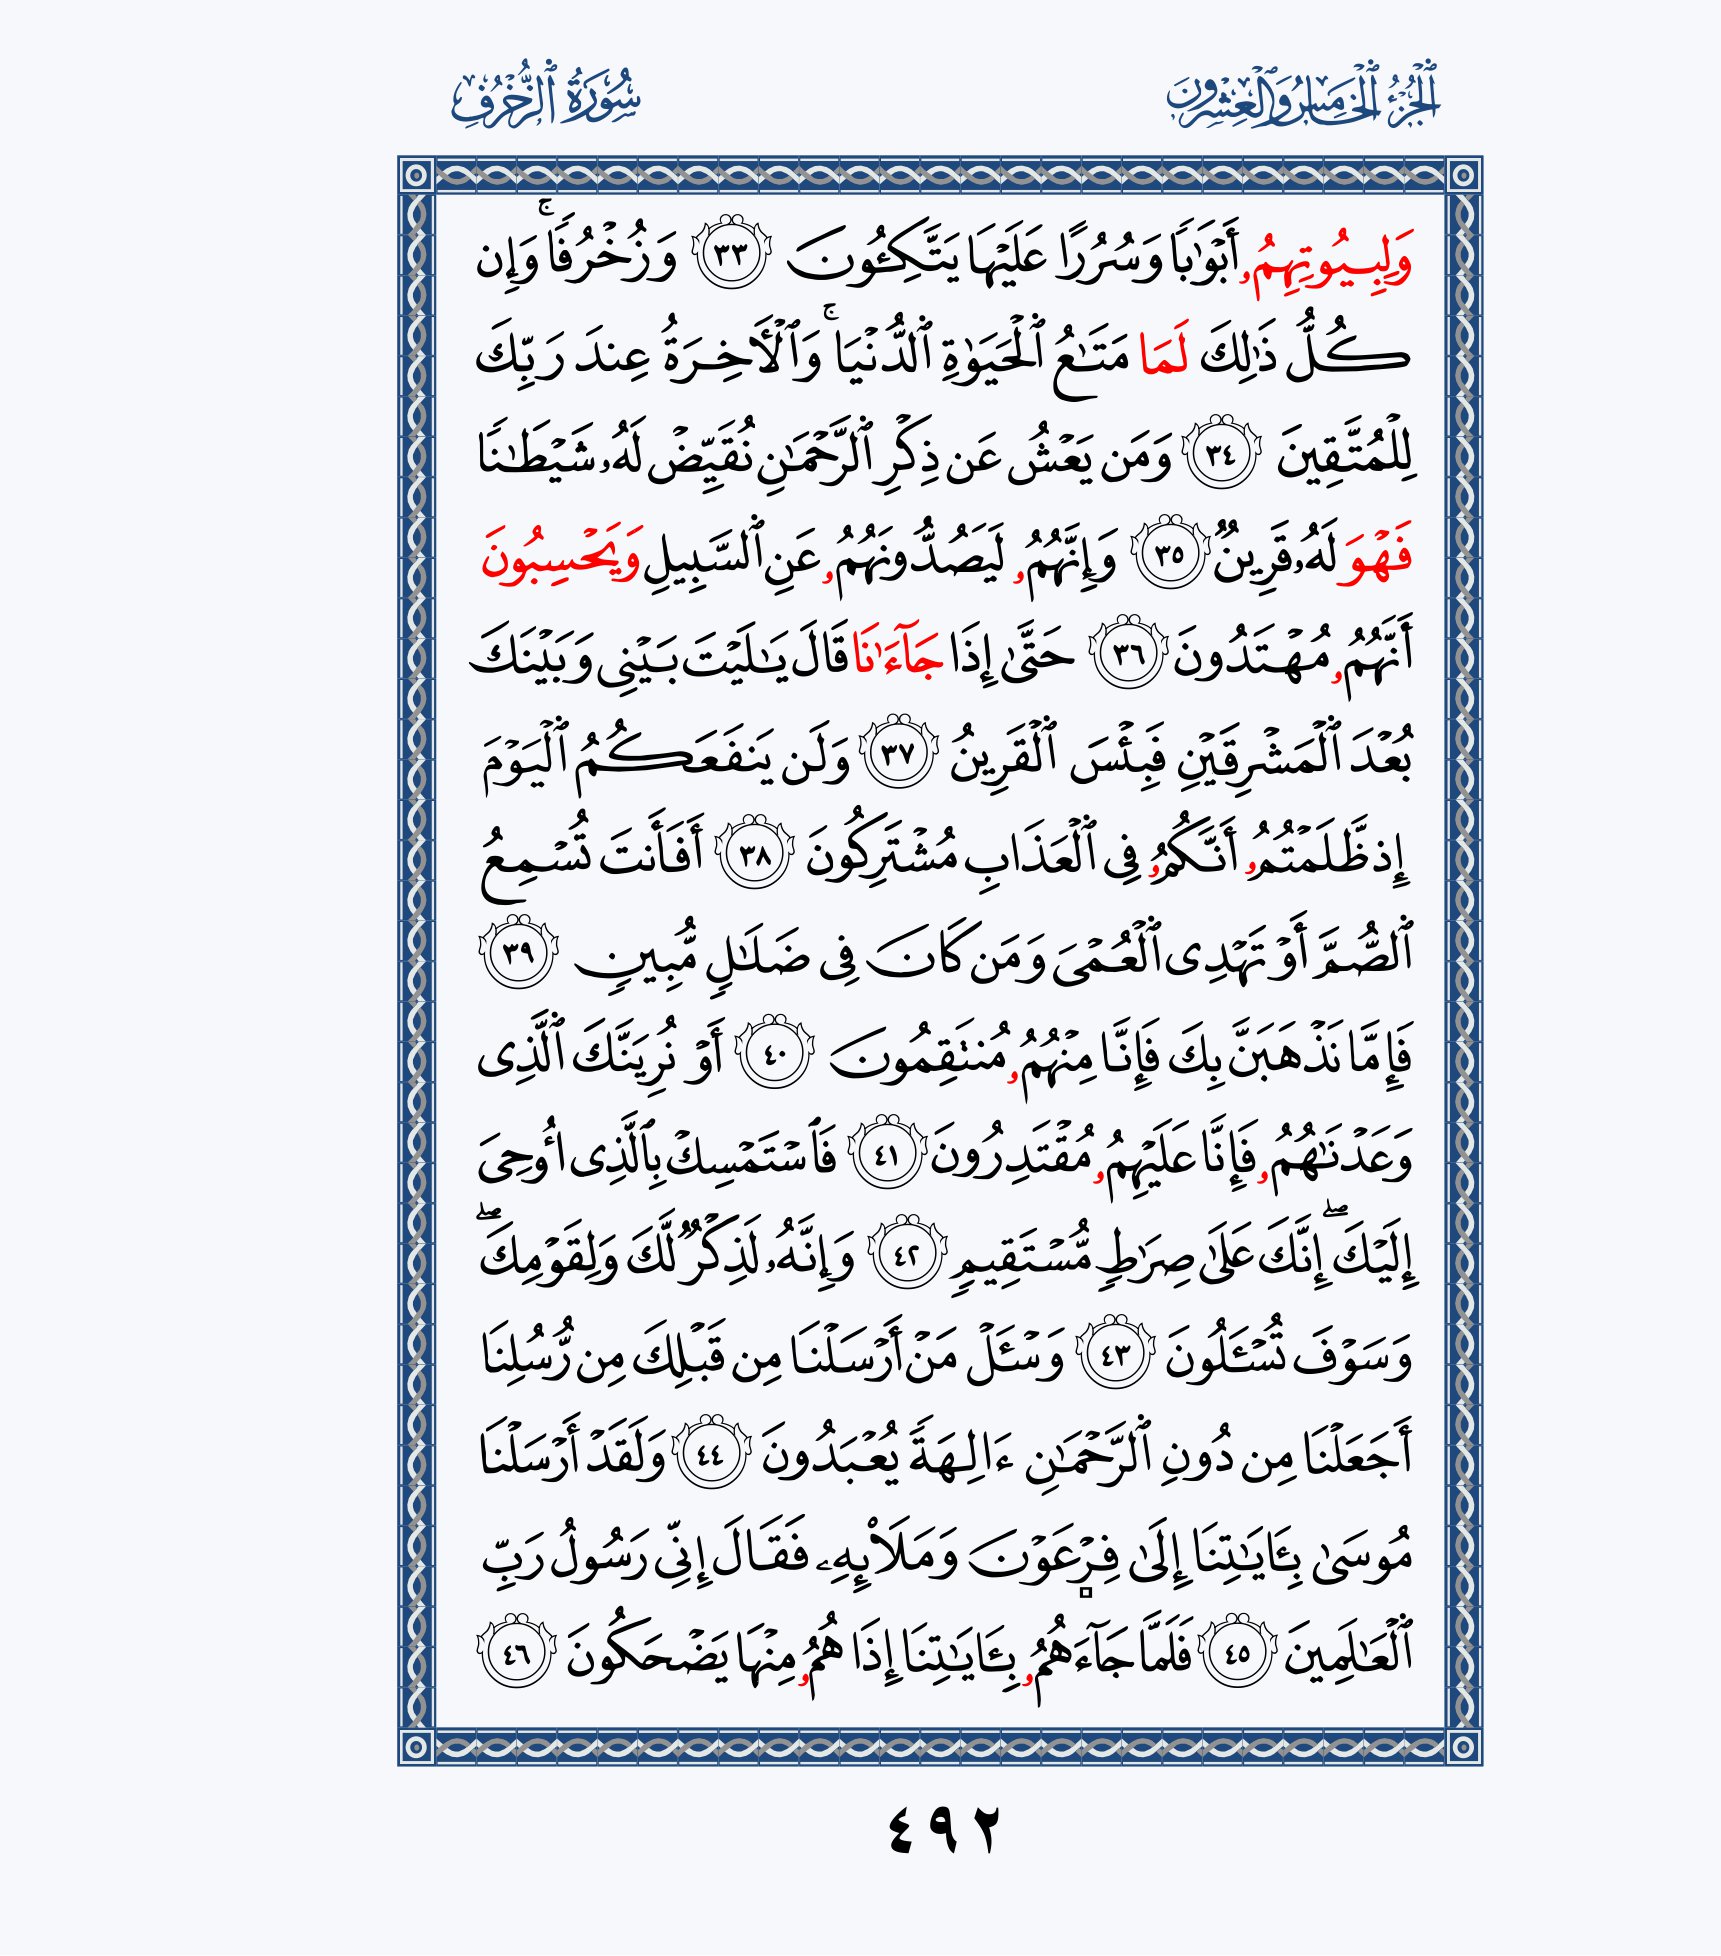 ٱلۡجُزۡءُ ٱلۡخَامِسُ وَٱلۡعِشۡرُونَ
سُورَةُ ٱلزُّخۡرُفِ
وَلِبِيُوتِهِمُۥ أَبۡوَٰبٗا وَسُرُرًا عَلَيۡهَا يَتَّكِـُٔونَ ٣٣ وَزُخۡرُفٗاۚ وَإِن
كُلُّ ذَٰلِكَ لَمَا مَتَٰعُ ٱلۡحَيَوٰةِ ٱلدُّنۡيَاۚ وَٱلۡأٓخِرَةُ عِندَ رَبِّكَ
لِلۡمُتَّقِينَ ٣٤ وَمَن يَعۡشُ عَن ذِكۡرِ ٱلرَّحۡمَٰنِ نُقَيِّضۡ لَهُۥ شَيۡطَٰنٗا
فَهۡوَ لَهُۥ قَرِينٞ ٣٥ وَإِنَّهُمُۥ لَيَصُدُّونَهُمُۥ عَنِ ٱلسَّبِيلِ وَيَحۡسِبُونَ
أَنَّهُمُۥ مُهۡتَدُونَ ٣٦ حَتَّىٰ إِذَا جَآءَٰنَا قَالَ يَٰلَيۡتَ بَيۡنِي وَبَيۡنَكَ
بُعۡدَ ٱلۡمَشۡرِقَيۡنِ فَبِئۡسَ ٱلۡقَرِينُ ٣٧ وَلَن يَنفَعَكُمُ ٱلۡيَوۡمَ
إِذ ظَّلَمۡتُمُۥ أَنَّكُمُۥ فِي ٱلۡعَذَابِ مُشۡتَرِكُونَ ٣٨ أَفَأَنتَ تُسۡمِعُ
ٱلصُّمَّ أَوۡ تَهۡدِي ٱلۡعُمۡيَ وَمَن كَانَ فِي ضَلَٰلٖ مُّبِينٖ ٣٩
فَإِمَّا نَذۡهَبَنَّ بِكَ فَإِنَّا مِنۡهُمُۥ مُنتَقِمُونَ ٤٠ أَوۡ نُرِيَنَّكَ ٱلَّذِي
وَعَدۡنَٰهُمُۥ فَإِنَّا عَلَيۡهِمُۥ مُقۡتَدِرُونَ ٤١ فَٱسۡتَمۡسِكۡ بِٱلَّذِي أُوحِيَ
إِلَيۡكَۖ إِنَّكَ عَلَىٰ صِرَٰطٖ مُّسۡتَقِيمٖ ٤٢ وَإِنَّهُۥ لَذِكۡرٞ لَّكَ وَلِقَوۡمِكَۖ
وَسَوۡفَ تُسۡـَٔلُونَ ٤٣ وَسۡـَٔلۡ مَنۡ أَرۡسَلۡنَا مِن قَبۡلِكَ مِن رُّسُلِنَا
أَجَعَلۡنَا مِن دُونِ ٱلرَّحۡمَٰنِ ءَالِهَةٗ يُعۡبَدُونَ ٤٤ وَلَقَدۡ أَرۡسَلۡنَا
مُوسَىٰ بِـَٔايَٰتِنَا إِلَىٰ فِرۡعَوۡنَ وَمَلَإِيْهِۦ فَقَالَ إِنِّي رَسُولُ رَبِّ
ٱلۡعَٰلَمِينَ ٤٥ فَلَمَّا جَآءَهُمُۥ بِـَٔايَٰتِنَا إِذَا هُمُۥ مِنۡهَا يَضۡحَكُونَ ٤٦
٤٩٢